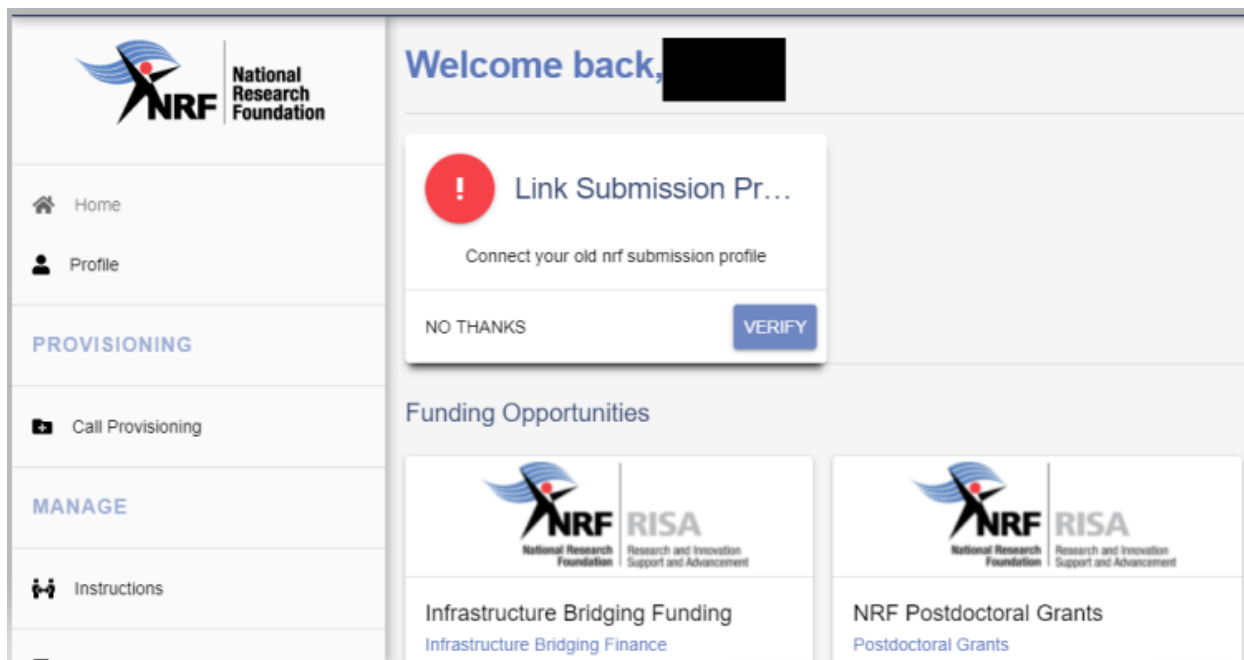 NRF
National
Research
Foundation
Home
Profile
PROVISIONING
Call Provisioning
MANAGE
Instructions
Welcome back,
!
Link Submission Pr...
Connect your old nrf submission profile
NO THANKS
VERIFY
Funding Opportunities
NRF RISA
National Research
Foundation
Research and Innovation
Support and Advancement
Infrastructure Bridging Funding
Infrastructure Bridging Finance
NRF RISA
National Research
Foundation
Research and Innovation
Support and Advancement
NRF Postdoctoral Grants
Postdoctoral Grants